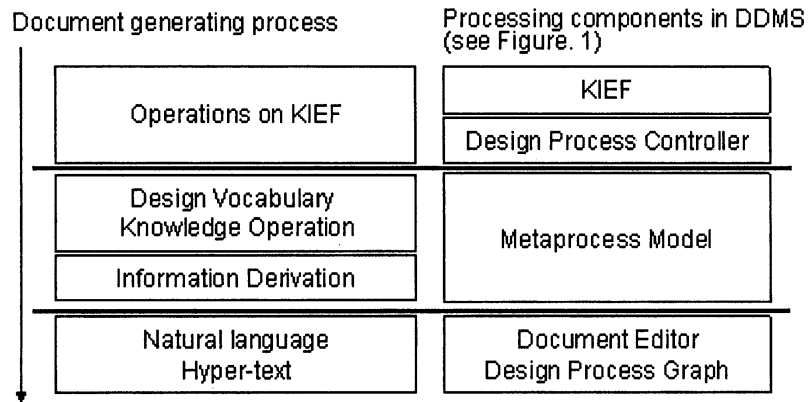 Document generating process
Processing components in DDMS
(see Figure. 1)
Operations on KIEF
KIEF
Design Process Controller
Design Vocabulary
Knowledge Operation
Information Derivation
Metaprocess Model
Natural language
Hyper-text
Document Editor
Design Process Graph